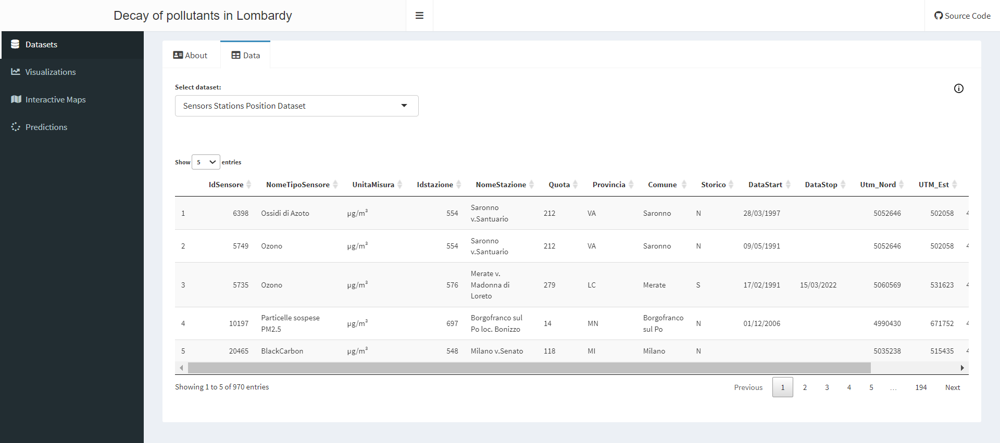 Decay of pollutants in Lombardy
Source Code
Datasets
Visualizations
Interactive Maps
Predictions
About
Data
Select dataset:
Sensors Stations Position Dataset
Show 5 entries
IdSensore NomeTipoSensore UnitaMisura Idstazione NomeStazione Quota Provincia Comune Storico DataStart DataStop Utm_Nord UTM_Est
1 6398 Ossidi di Azoto µg/m³ 554 Saronno v.Santuario 212 VA Saronno N 28/03/1997 5052646 502058 4
2 5749 Ozono µg/m³ 554 Saronno v.Santuario 212 VA Saronno N 09/05/1991 5052646 502058 4
3 5735 Ozono µg/m³ 576 Merate v. Madonna di Loreto 279 LC Merate S 17/02/1991 15/03/2022 5060569 531623 4
4 10197 Particelle sospese PM2.5 µg/m³ 697 Borgofranco sul Po loc. Bonizzo 14 MN Borgofranco sul Po N 01/12/2006 4990430 671752 4
5 20465 BlackCarbon µg/m³ 548 Milano v.Senato 118 MI Milano N 5035238 515435 4
Showing 1 to 5 of 970 entries
Previous 1 2 3 4 5 … 194 Next